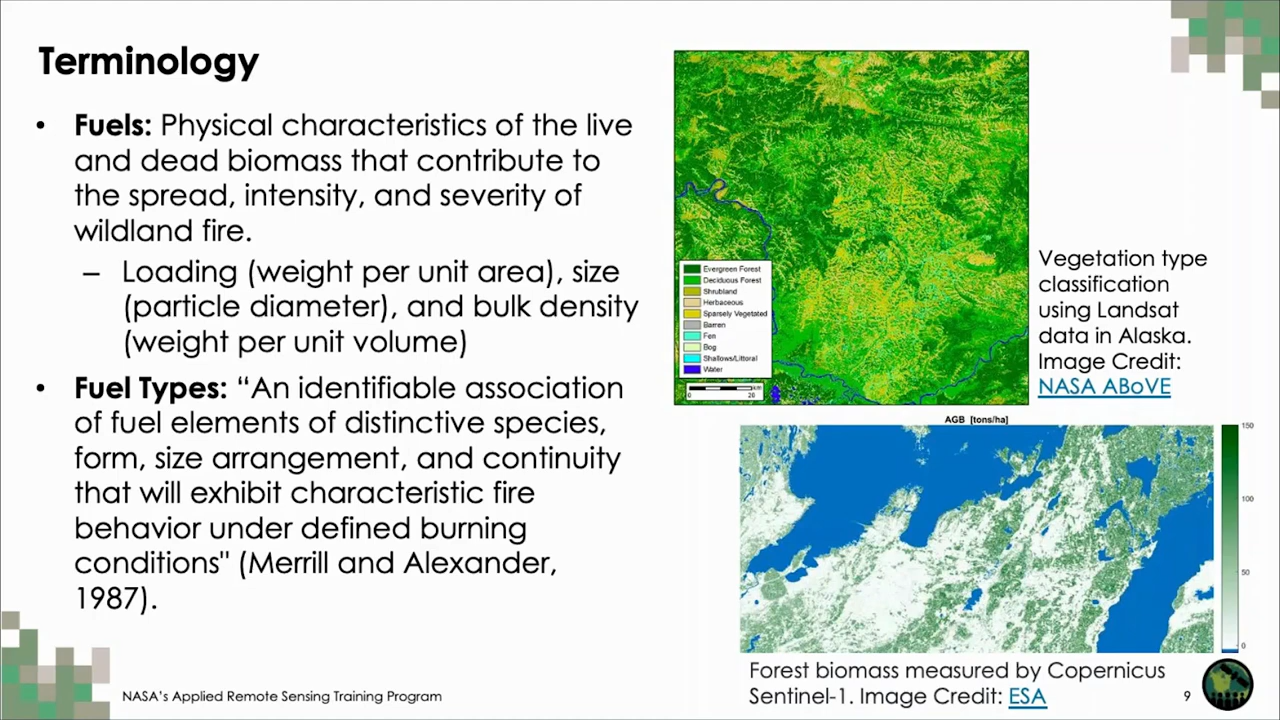 Terminology
• Fuels: Physical characteristics of the live
and dead biomass that contribute to
the spread, intensity, and severity of
wildland fire.
– Loading (weight per unit area), size
(particle diameter), and bulk density
(weight per unit volume)
• Fuel Types: “An identifiable association
of fuel elements of distinctive species,
form, size arrangement, and continuity
that will exhibit characteristic fire
behavior under defined burning
conditions" (Merrill and Alexander,
1987).
Evergreen Forest
Deciduous Forest
Shrubland
Herbaceous
Sparsely Vegetated
Barren
Fen
Bog
Shallows/Littoral
Water
0 20
Vegetation type
classification
using Landsat
data in Alaska.
Image Credit:
NASA ABoVE
AGB [tons/ha]
150
100
50
0
Forest biomass measured by Copernicus
Sentinel-1. Image Credit: ESA
NASA’s Applied Remote Sensing Training Program
9